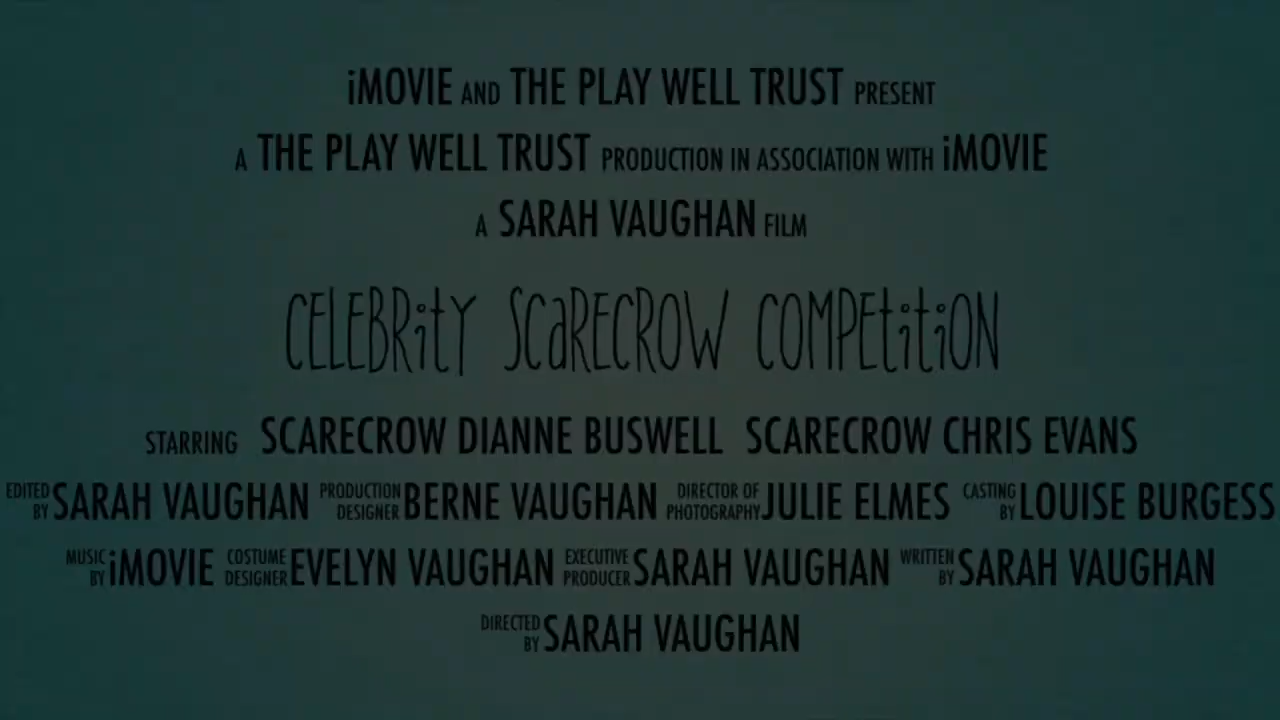 iMOVIE AND THE PLAY WELL TRUST PRESENT
A THE PLAY WELL TRUST PRODUCTION IN ASSOCIATION WITH iMOVIE
A SARAH VAUGHAN FILM
CELEBRiTY SCaRECROW COMPEtitiON
STARRING SCARECROW DIANNE BUSWELL SCARECROW CHRIS EVANS
EDITED BY SARAH VAUGHAN PRODUCTION DESIGNER BERNE VAUGHAN DIRECTOR OF PHOTOGRAPHY JULIE ELMES CASTING BY LOUISE BURGESS
MUSIC BY iMOVIE COSTUME DESIGNER EVELYN VAUGHAN EXECUTIVE PRODUCER SARAH VAUGHAN WRITTEN BY SARAH VAUGHAN
DIRECTED BY SARAH VAUGHAN